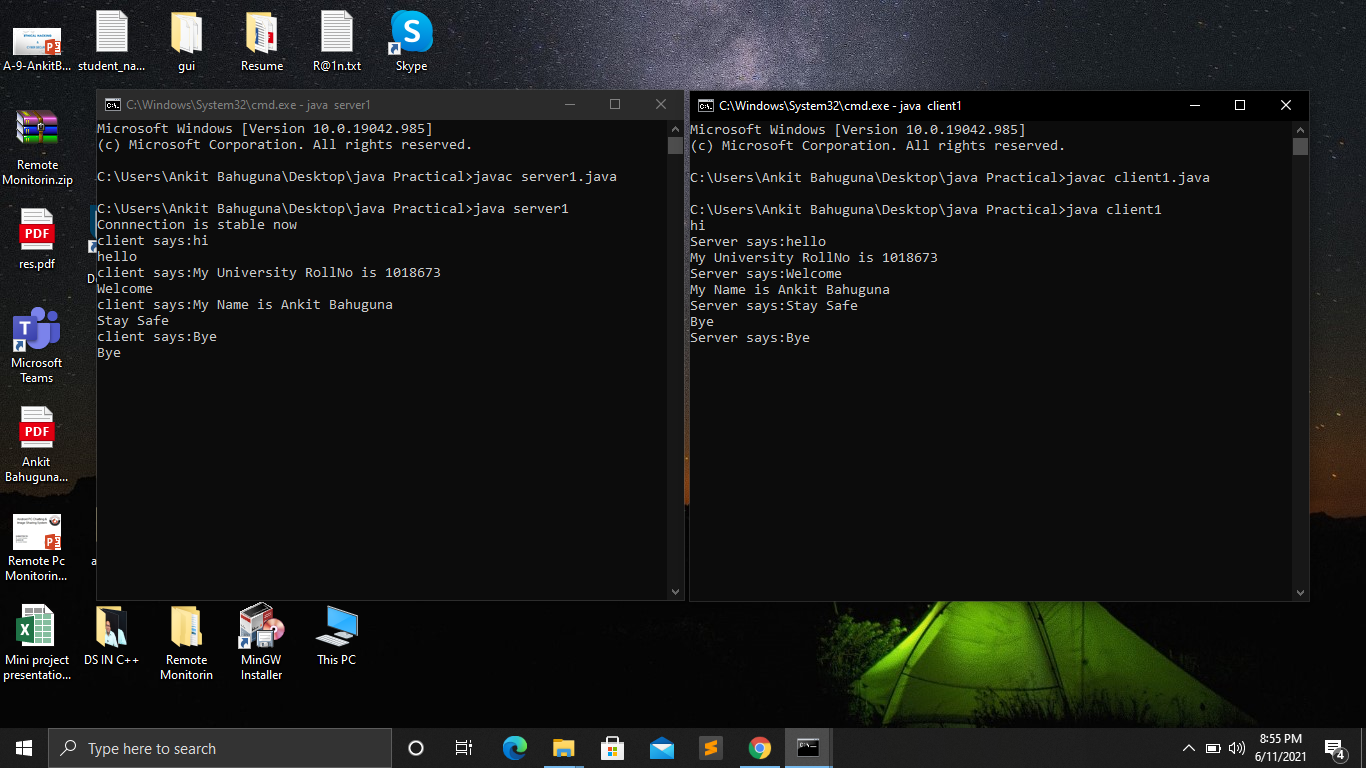 A-9-AnkitB...
student_na...
gui
Resume
R@1n.txt
Skype
Remote
Monitorin.zip
res.pdf
Microsoft
Teams
Ankit
Bahuguna...
Remote Pc
Monitorin...
Mini project
presentatio...
DS IN C++
Remote
Monitorin
MinGW
Installer
This PC
PDF
PDF
C:\Windows\System32\cmd.exe - java  server1
Microsoft Windows [Version 10.0.19042.985]
(c) Microsoft Corporation. All rights reserved.
C:\Users\Ankit Bahuguna\Desktop\java Practical>javac server1.java
C:\Users\Ankit Bahuguna\Desktop\java Practical>java server1
Connnection is stable now
client says:hi
hello
client says:My University RollNo is 1018673
Welcome
client says:My Name is Ankit Bahuguna
Stay Safe
client says:Bye
Bye
C:\Windows\System32\cmd.exe - java  client1
Microsoft Windows [Version 10.0.19042.985]
(c) Microsoft Corporation. All rights reserved.
C:\Users\Ankit Bahuguna\Desktop\java Practical>javac client1.java
C:\Users\Ankit Bahuguna\Desktop\java Practical>java client1
hi
Server says:hello
My University RollNo is 1018673
Server says:Welcome
My Name is Ankit Bahuguna
Server says:Stay Safe
Bye
Server says:Bye
Type here to search
8:55 PM
6/11/2021
4